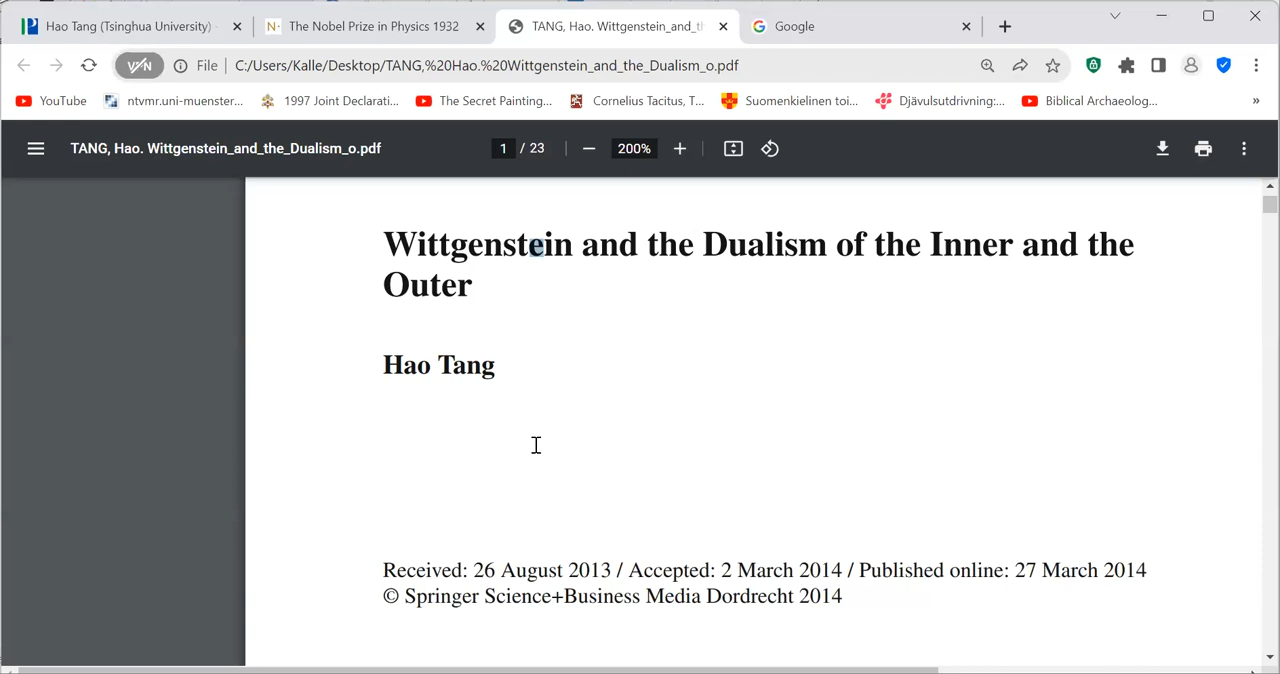 Hao Tang (Tsinghua University)
The Nobel Prize in Physics 1932
TANG, Hao. Wittgenstein_and_th
Google
File
C:/Users/Kalle/Desktop/TANG,%20Hao.%20Wittgenstein_and_the_Dualism_o.pdf
YouTube
ntvmr.uni-muenster...
1997 Joint Declarati...
The Secret Painting...
Cornelius Tacitus, T...
Suomenkielinen toi...
Djävulsutdrivning:...
Biblical Archaeolog...
»
TANG, Hao. Wittgenstein_and_the_Dualism_o.pdf
1 / 23
200%
Wittgenstein and the Dualism of the Inner and the
Outer
Hao Tang
Received: 26 August 2013 / Accepted: 2 March 2014 / Published online: 27 March 2014
© Springer Science+Business Media Dordrecht 2014